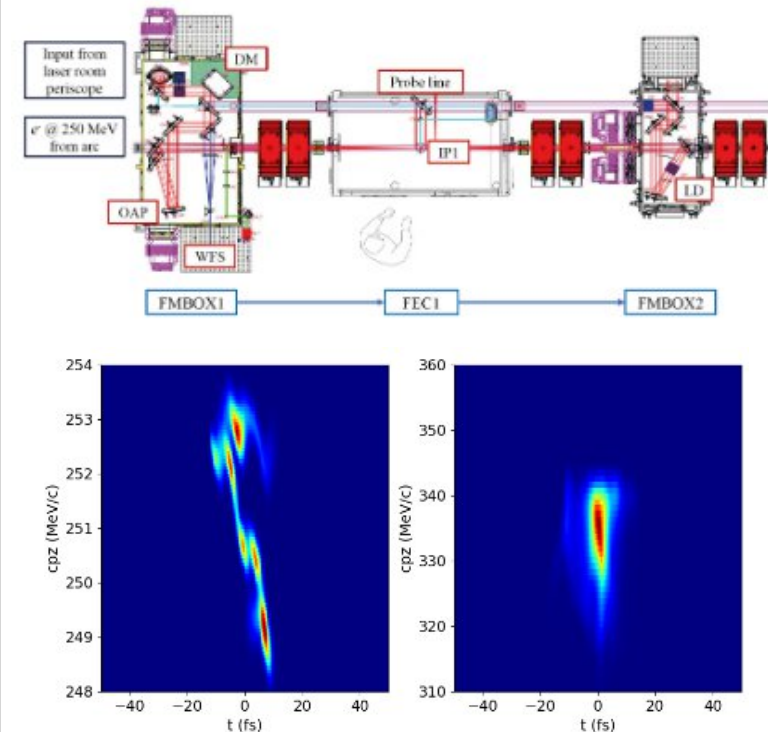 Input from
laser room
periscope
DM
Probe line
e- @ 250 MeV
from arc
IP1
OAP
LD
WFS
FMBOX1
FEC1
FMBOX2
254
253
252
251
250
249
248
cpz (MeV/c)
−40
−20
0
20
40
t (fs)
360
350
340
330
320
310
cpz (MeV/c)
−40
−20
0
20
40
t (fs)